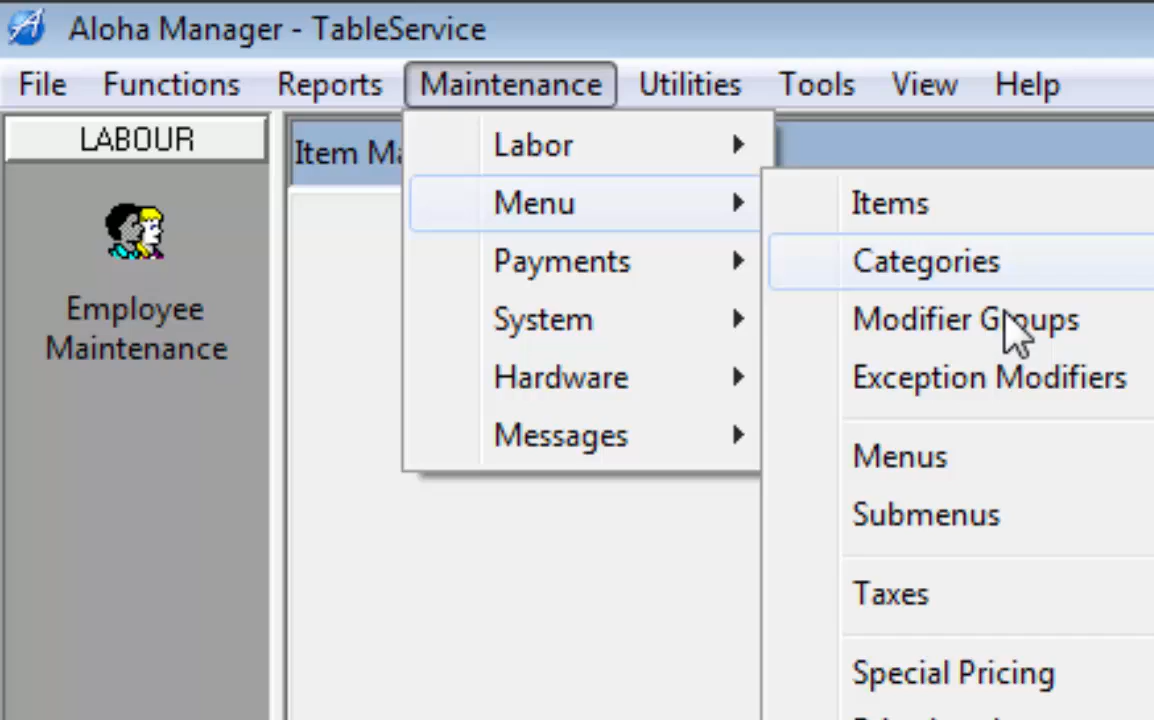 Aloha Manager - TableService
File Functions Reports Maintenance Utilities Tools View Help
LABOUR
Item
Employee
Maintenance
Labor
Menu
Payments
System
Hardware
Messages
Items
Categories
Modifier Groups
Exception Modifiers
Menus
Submenus
Taxes
Special Pricing